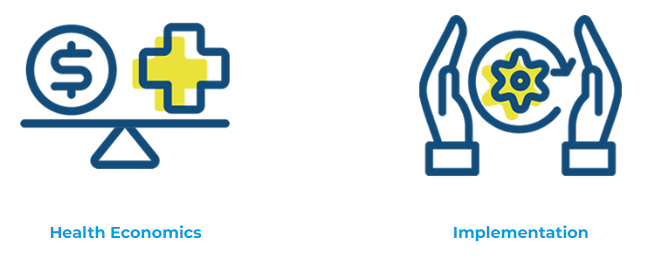 $
Health Economics
Implementation